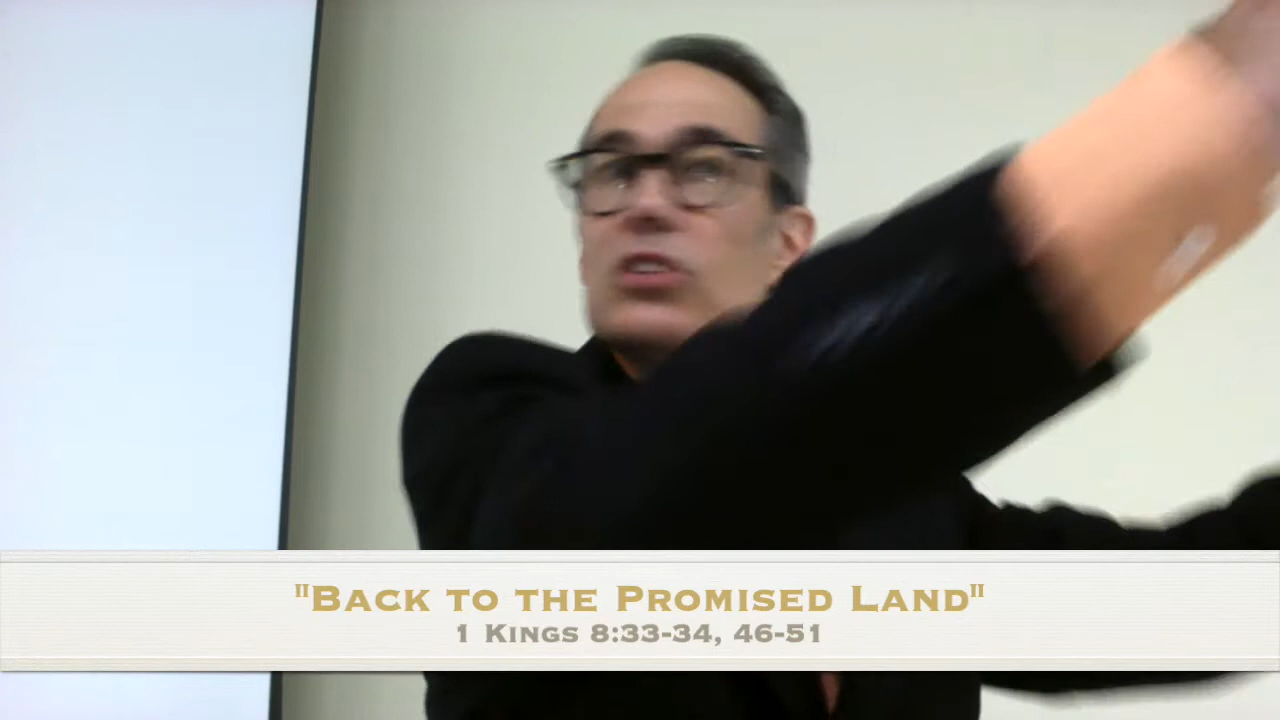 "Back to the Promised Land"
1 Kings 8:33-34, 46-51